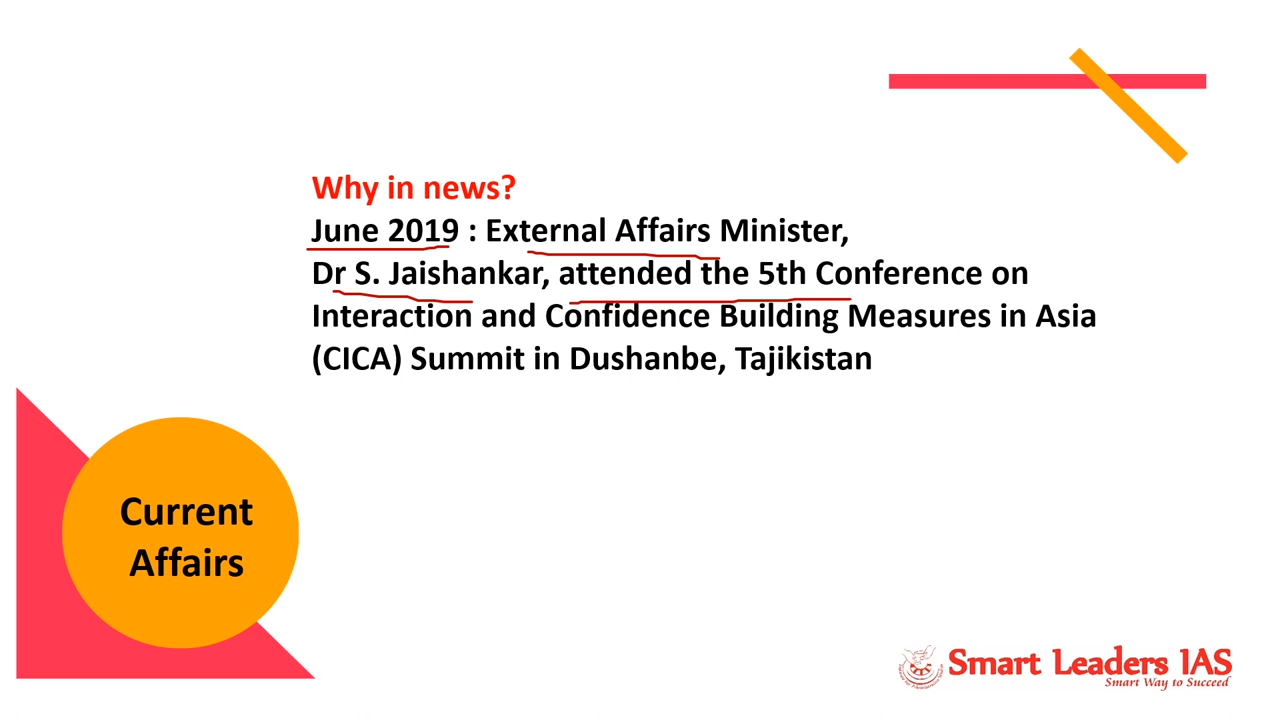 Why in news?
June 2019 : External Affairs Minister,
Dr S. Jaishankar, attended the 5th Conference on
Interaction and Confidence Building Measures in Asia
(CICA) Summit in Dushanbe, Tajikistan
Current
Affairs
Smart Leaders IAS
Smart Way to Succeed